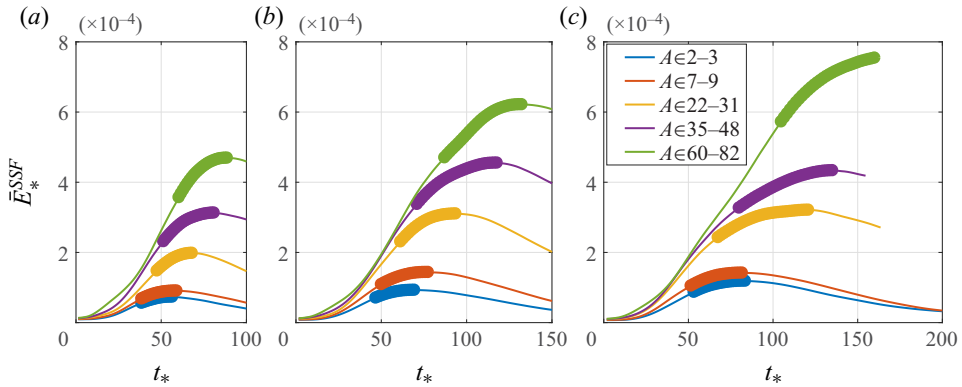 (a) (×10⁻⁴) (b) (×10⁻⁴) (c) (×10⁻⁴)
8 8 8
A∈2–3
A∈7–9
6 6 6
A∈22–31
A∈35–48
A∈60–82
Ē*^SSF 4 4 4
2 2 2
0 50 100 0 50 100 150 0 50 100 150 200
t* t* t*